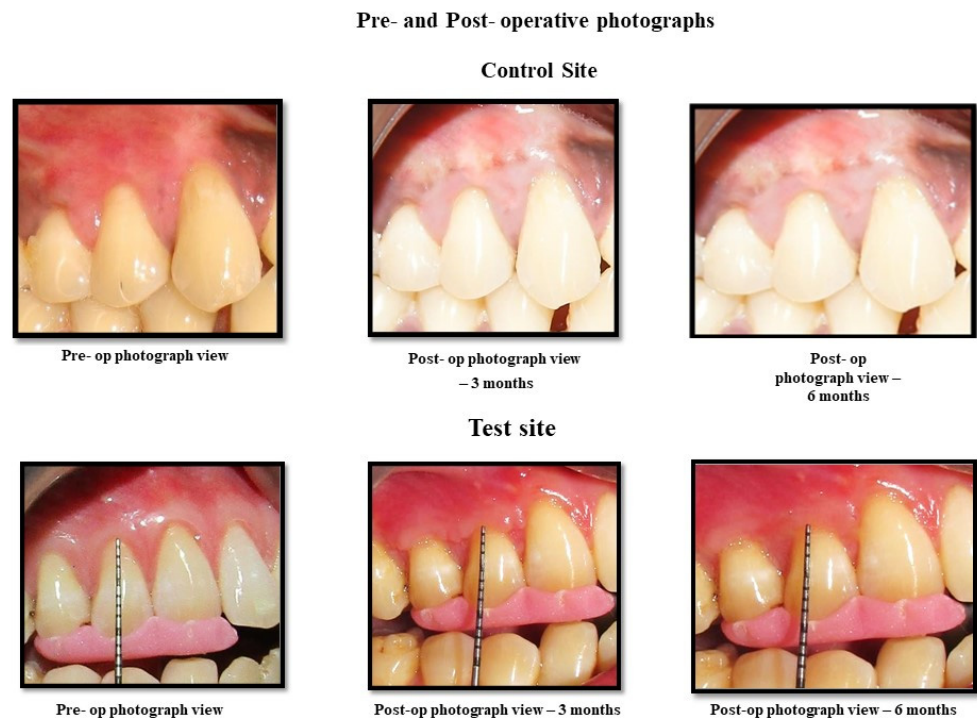 Pre- and Post- operative photographs
Control Site
Pre- op photograph view
Post- op photograph view
– 3 months
Post- op
photograph view –
6 months
Test site
Pre- op photograph view
Post-op photograph view – 3 months
Post-op photograph view – 6 months